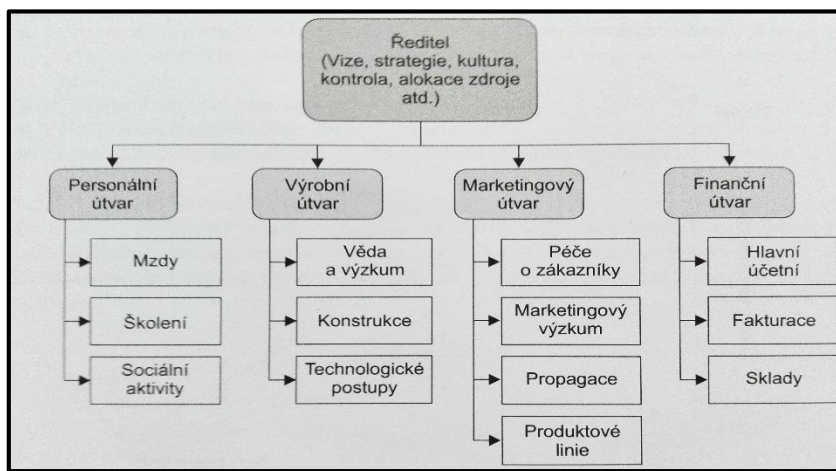 Ředitel
(Vize, strategie, kultura,
kontrola, alokace zdroje
atd.)
Personální
útvar
Výrobní
útvar
Marketingový
útvar
Finanční
útvar
Mzdy
Školení
Sociální
aktivity
Věda
a výzkum
Konstrukce
Technologické
postupy
Péče
o zákazníky
Marketingový
výzkum
Propagace
Produktové
linie
Hlavní
účetní
Fakturace
Sklady